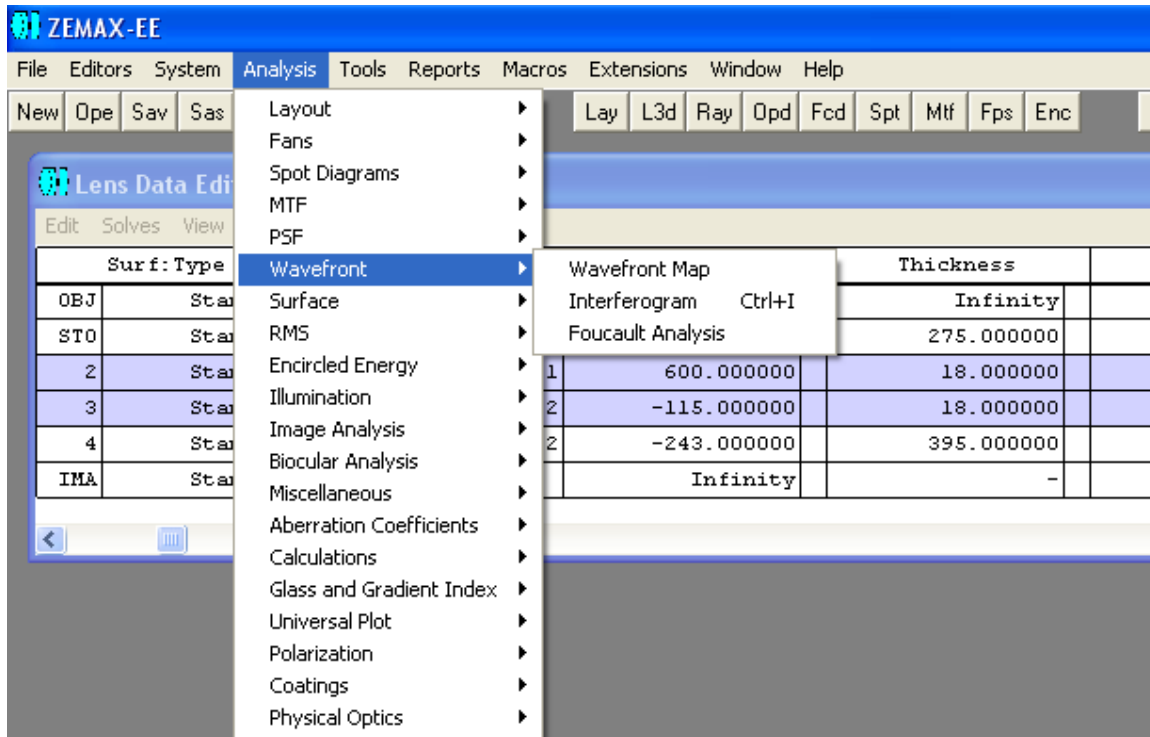 ZEMAX-EE
File Editors System Analysis Tools Reports Macros Extensions Window Help
New Ope Sav Sas Lay L3d Ray Opd Fcd Spt Mtf Fps Enc
Layout
Fans
Spot Diagrams
MTF
PSF
Wavefront
Surface
RMS
Encircled Energy
Illumination
Image Analysis
Biocular Analysis
Miscellaneous
Aberration Coefficients
Calculations
Glass and Gradient Index
Universal Plot
Polarization
Coatings
Physical Optics
Wavefront Map
Interferogram Ctrl+I
Foucault Analysis
Lens Data Edi
Edit Solves View
Surf:Type Thickness
OBJ Sta Infinity
STO Sta 275.000000
2 Sta 1 600.000000 18.000000
3 Sta 2 -115.000000 18.000000
4 Sta 2 -243.000000 395.000000
IMA Sta Infinity -